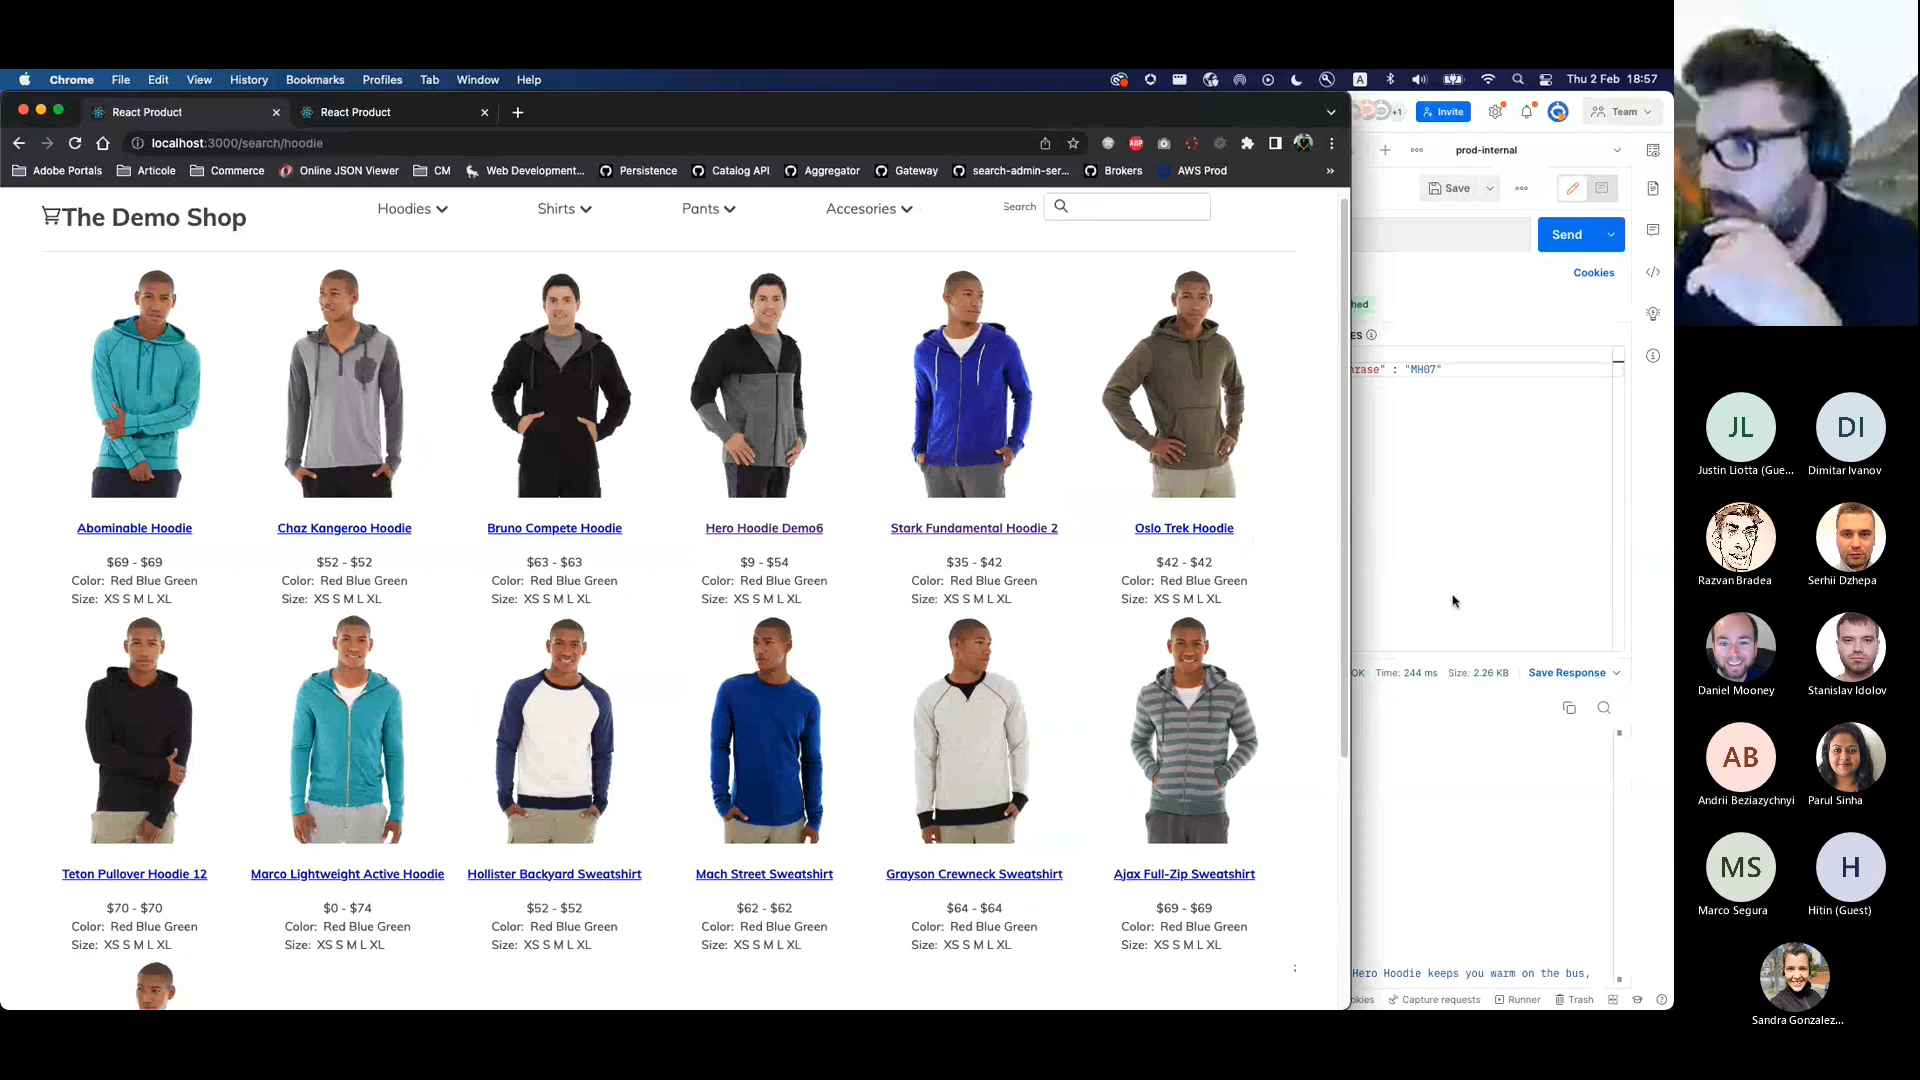 Chrome File Edit View History Bookmarks Profiles Tab Window Help
A Thu 2 Feb 18:57
React Product
React Product
localhost:3000/search/hoodie
ABP
Adobe Portals Articole Commerce Online JSON Viewer CM Web Development... Persistence Catalog API Aggregator Gateway search-admin-ser... Brokers AWS Prod »
The Demo Shop
Hoodies Shirts Pants Accesories
Search
Abominable Hoodie
$69 - $69
Color: Red Blue Green
Size: XS S M L XL
Chaz Kangeroo Hoodie
$52 - $52
Color: Red Blue Green
Size: XS S M L XL
Bruno Compete Hoodie
$63 - $63
Color: Red Blue Green
Size: XS S M L XL
Hero Hoodie Demo6
$9 - $54
Color: Red Blue Green
Size: XS S M L XL
Stark Fundamental Hoodie 2
$35 - $42
Color: Red Blue Green
Size: XS S M L XL
Oslo Trek Hoodie
$42 - $42
Color: Red Blue Green
Size: XS S M L XL
Teton Pullover Hoodie 12
$70 - $70
Color: Red Blue Green
Size: XS S M L XL
Marco Lightweight Active Hoodie
$0 - $74
Color: Red Blue Green
Size: XS S M L XL
Hollister Backyard Sweatshirt
$52 - $52
Color: Red Blue Green
Size: XS S M L XL
Mach Street Sweatshirt
$62 - $62
Color: Red Blue Green
Size: XS S M L XL
Grayson Crewneck Sweatshirt
$64 - $64
Color: Red Blue Green
Size: XS S M L XL
Ajax Full-Zip Sweatshirt
$69 - $69
Color: Red Blue Green
Size: XS S M L XL
+1 Invite Team
prod-internal
Save
Send
Cookies
hed
ES
rase" : "MH07"
OK Time: 244 ms Size: 2.26 KB Save Response
Hero Hoodie keeps you warm on the bus,
okies Capture requests Runner Trash
JL
Justin Liotta (Gue...
DI
Dimitar Ivanov
Razvan Bradea
Serhii Dzhepa
Daniel Mooney
Stanislav Idolov
AB
Andrii Beziazychnyi
Parul Sinha
MS
Marco Segura
H
Hitin (Guest)
Sandra Gonzalez...